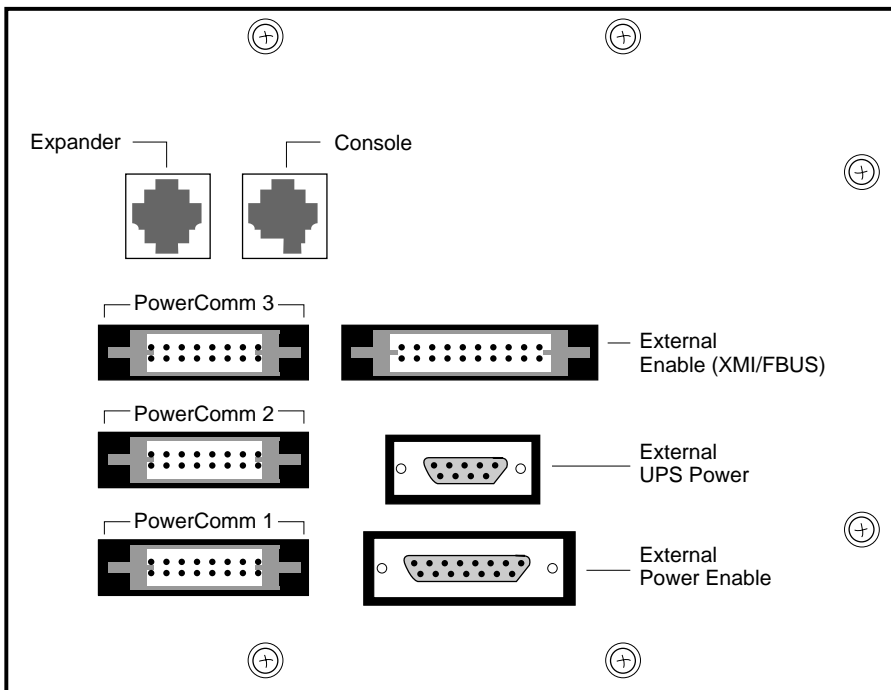 Expander
Console
PowerComm 3
External
Enable (XMI/FBUS)
PowerComm 2
External
UPS Power
PowerComm 1
External
Power Enable